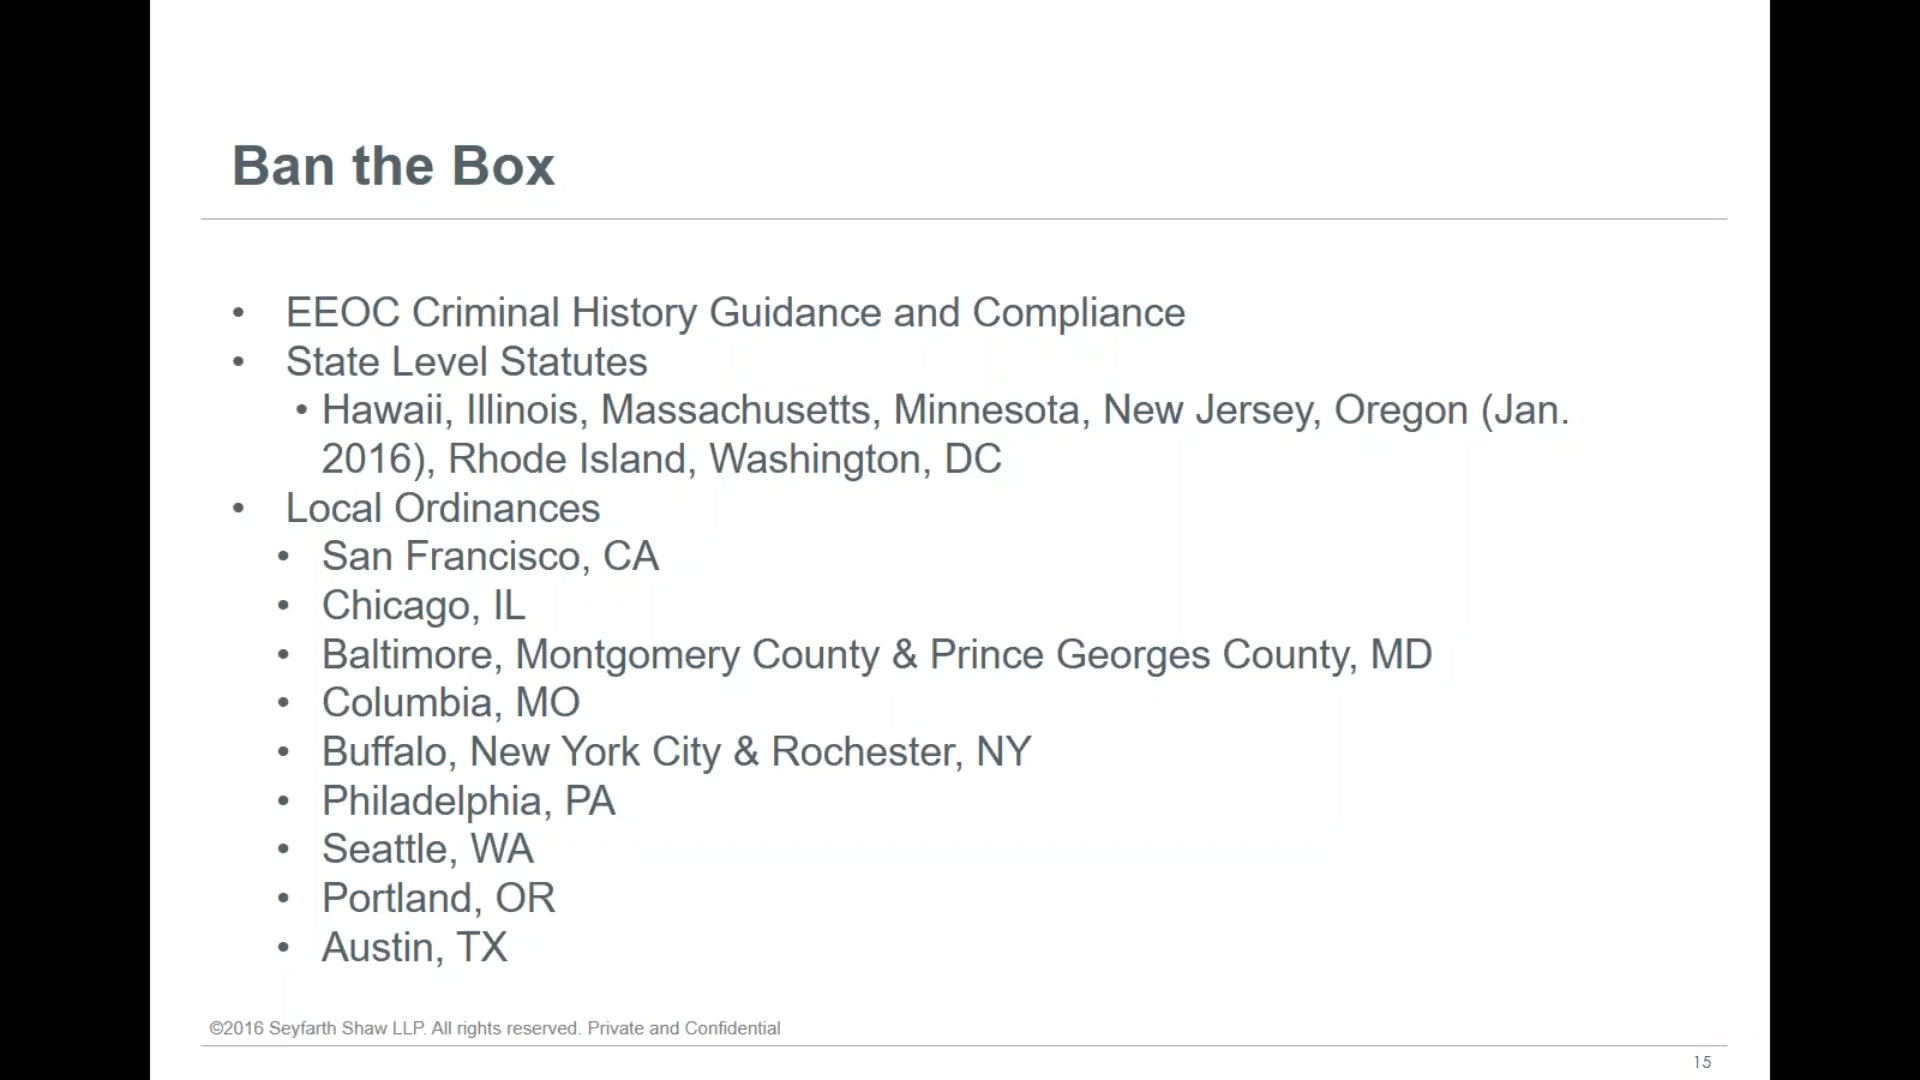 Ban the Box
• EEOC Criminal History Guidance and Compliance
• State Level Statutes
• Hawaii, Illinois, Massachusetts, Minnesota, New Jersey, Oregon (Jan.
2016), Rhode Island, Washington, DC
• Local Ordinances
• San Francisco, CA
• Chicago, IL
• Baltimore, Montgomery County & Prince Georges County, MD
• Columbia, MO
• Buffalo, New York City & Rochester, NY
• Philadelphia, PA
• Seattle, WA
• Portland, OR
• Austin, TX
©2016 Seyfarth Shaw LLP. All rights reserved. Private and Confidential
15